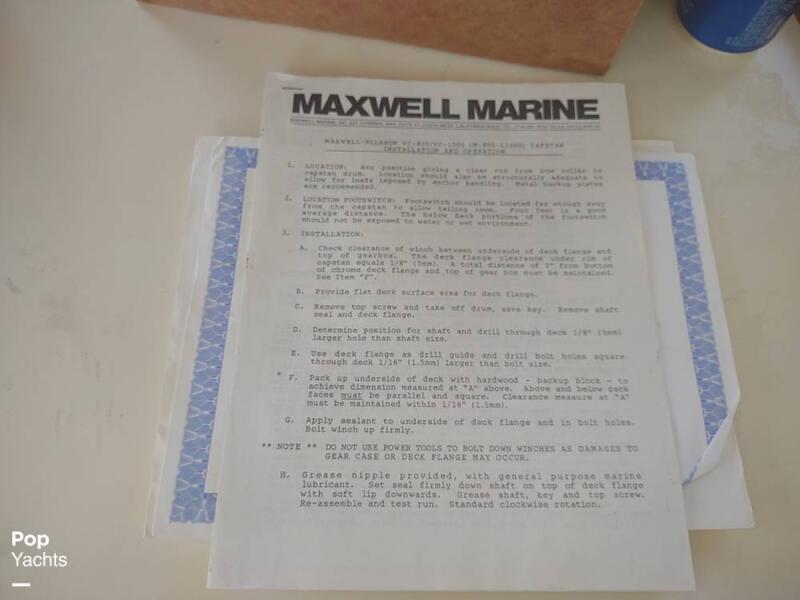 MAXWELL MARINE
MAXWELL-NILSSON VC-800/VC-1000 CAPSTAN
INSTALLATION AND OPERATION
1. LOCATION: Any position giving a clear run from bow roller to
capstan drum. Location should also be structurally adequate to
allow for loads imposed by anchor handling. Metal backup plates
are recommended.
2. LOCATION FOOTSWITCH: Footswitch should be located far enough away
from the capstan to allow tailing room. Four feet is a good
average distance. The below deck portions of the footswitch
should not be exposed to water or wet environment.
3. INSTALLATION:
A. Check clearance of winch between underside of deck flange and
top of gearbox. The deck flange clearance under rim of
capstan equals 1/8" (3mm). A total distance of 3" from bottom
of chrome deck flange and top of gear box must be maintained.
See Item "F".
B. Provide flat deck surface area for deck flange.
C. Remove top screw and take off drum, save key. Remove shaft
seal and deck flange.
D. Determine position for shaft and drill through deck 1/8" (3mm)
larger hole than shaft size.
E. Use deck flange as drill guide and drill bolt holes square
through deck 1/16" (1.5mm) larger than bolt size.
* F. Pack up underside of deck with hardwood - backup block - to
achieve dimension measured at "A" above. Above and below deck
faces must be parallel and square. Clearance measure at "A"
must be maintained within 1/16" (1.5mm).
G. Apply sealant to underside of deck flange and in bolt holes.
Bolt winch up firmly.
** NOTE ** DO NOT USE POWER TOOLS TO BOLT DOWN WINCHES AS DAMAGES TO
GEAR CASE OR DECK FLANGE MAY OCCUR.
H. Grease nipple provided, with general purpose marine
lubricant. Set seal firmly down shaft on top of deck flange
with soft lip downwards. Grease shaft, key and top screw.
Re-assemble and test run. Standard clockwise rotation.
Pop
Yachts